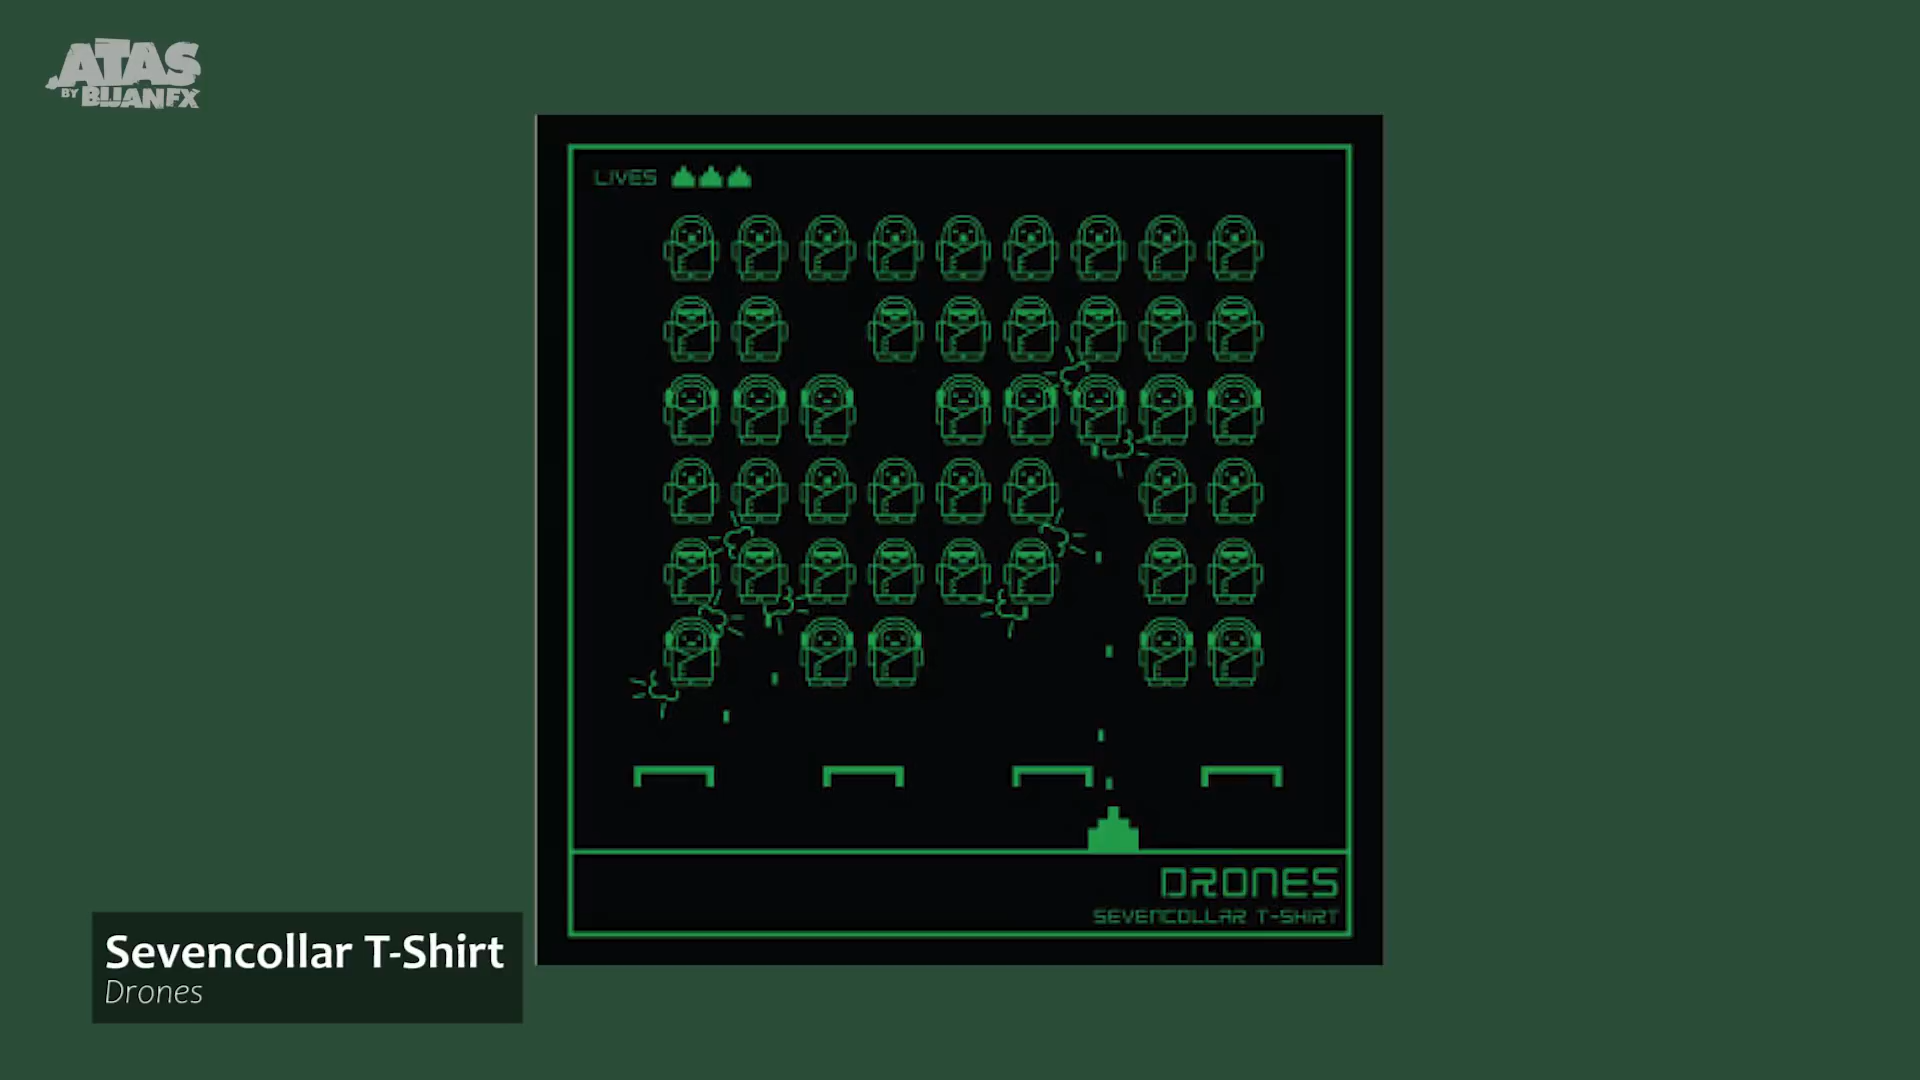 ATAS
BY BIJANFX
LIVES
DRONES
SEVENCOLLAR T-SHIRT
Sevencollar T-Shirt
Drones